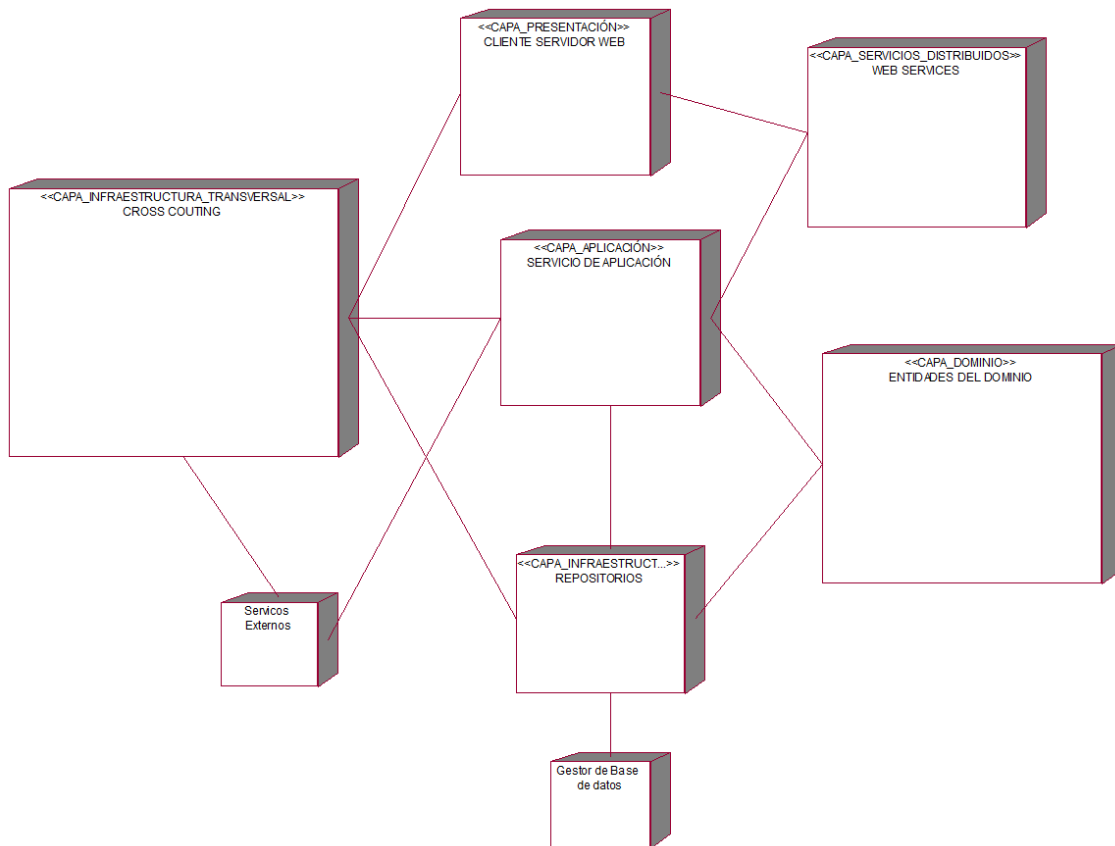 <<CAPA_PRESENTACIÓN>>
CLIENTE SERVIDOR WEB
<<CAPA_SERVICIOS_DISTRIBUIDOS>>
WEB SERVICES
<<CAPA_INFRAESTRUCTURA_TRANSVERSAL>>
CROSS COUTING
<<CAPA_APLICACIÓN>>
SERVICIO DE APLICACIÓN
<<CAPA_DOMINIO>>
ENTIDADES DEL DOMINIO
<<CAPA_INFRAESTRUCT...>>
REPOSITORIOS
Servicos
Externos
Gestor de Base
de datos